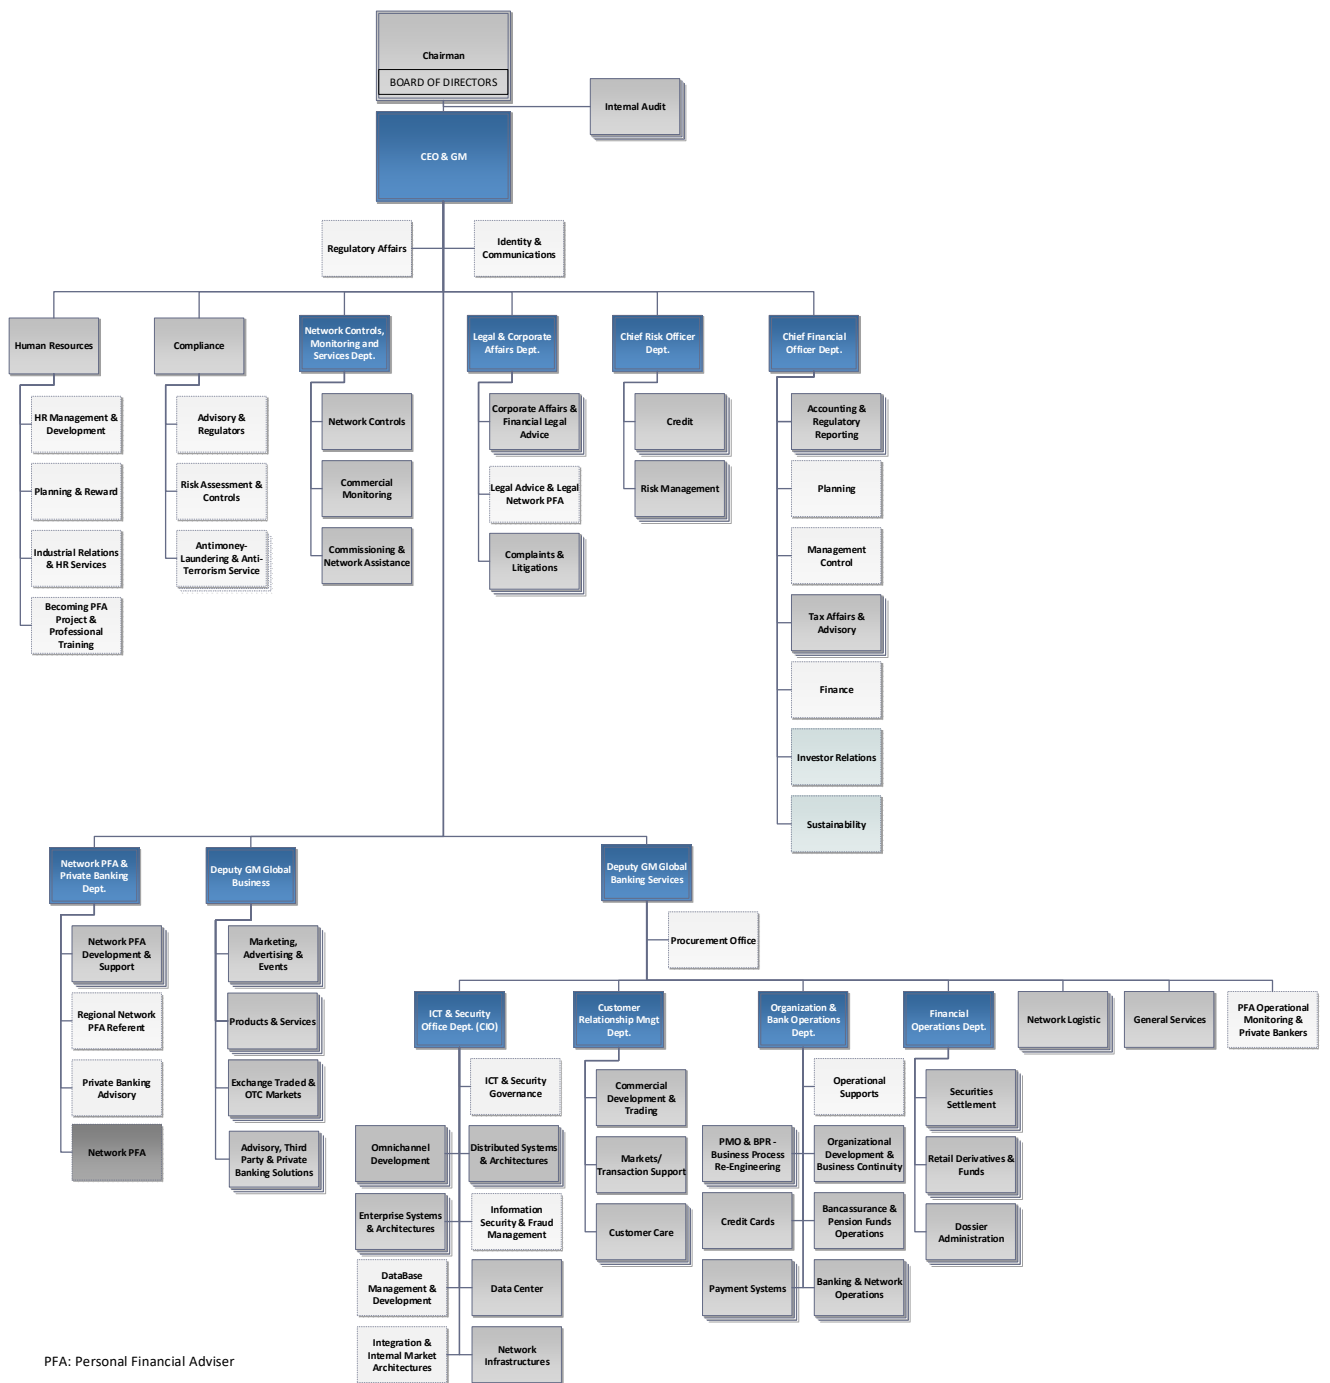 Chairman
BOARD OF DIRECTORS
Internal Audit
CEO & GM
Regulatory Affairs
Identity &
Communications
Human Resources
Compliance
Network Controls,
Monitoring and
Services Dept.
Legal & Corporate
Affairs Dept.
Chief Risk Officer
Dept.
Chief Financial
Officer Dept.
HR Management &
Development
Planning & Reward
Industrial Relations
& HR Services
Becoming PFA
Project &
Professional
Training
Advisory &
Regulators
Risk Assessment &
Controls
Antimoney-
Laundering & Anti-
Terrorism Service
Network Controls
Commercial
Monitoring
Commissioning &
Network Assistance
Corporate Affairs &
Financial Legal
Advice
Legal Advice & Legal
Network PFA
Complaints &
Litigations
Credit
Risk Management
Accounting &
Regulatory
Reporting
Planning
Management
Control
Tax Affairs &
Advisory
Finance
Investor Relations
Sustainability
Network PFA &
Private Banking
Dept.
Deputy GM Global
Business
Deputy GM Global
Banking Services
Network PFA
Development &
Support
Regional Network
PFA Referent
Private Banking
Advisory
Network PFA
Marketing,
Advertising &
Events
Products & Services
Exchange Traded &
OTC Markets
Advisory, Third
Party & Private
Banking Solutions
Procurement Office
ICT & Security
Office Dept. (CIO)
Customer
Relationship Mngt
Dept.
Organization &
Bank Operations
Dept.
Financial
Operations Dept.
Network Logistic
General Services
PFA Operational
Monitoring &
Private Bankers
ICT & Security
Governance
Omnichannel
Development
Distributed Systems
& Architectures
Enterprise Systems
& Architectures
Information
Security & Fraud
Management
DataBase
Management &
Development
Data Center
Integration &
Internal Market
Architectures
Network
Infrastructures
Commercial
Development &
Trading
Markets/
Transaction Support
Customer Care
Operational
Supports
PMO & BPR -
Business Process
Re-Engineering
Organizational
Development &
Business Continuity
Credit Cards
Bancassurance &
Pension Funds
Operations
Payment Systems
Banking & Network
Operations
Securities
Settlement
Retail Derivatives &
Funds
Dossier
Administration
PFA: Personal Financial Adviser